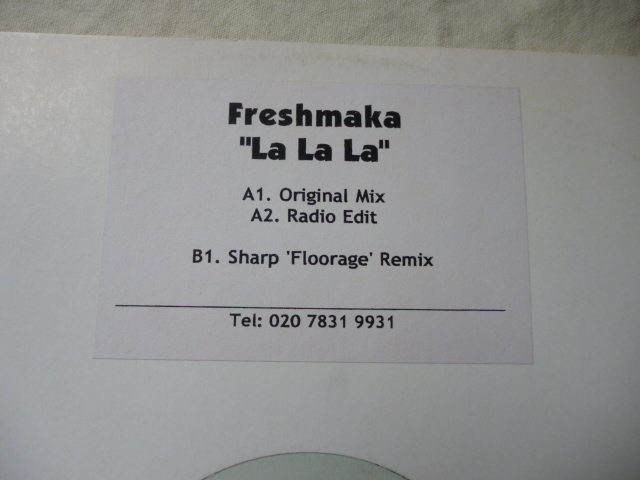 Freshmaka
"La La La"
A1. Original Mix
A2. Radio Edit
B1. Sharp 'Floorage' Remix
Tel: 020 7831 9931